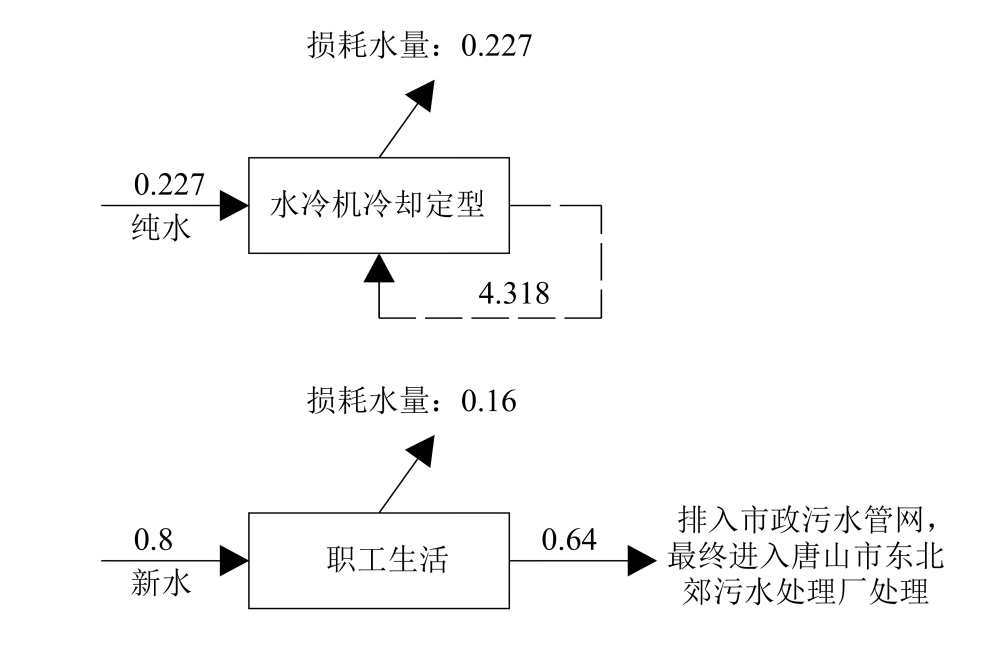 损耗水量：0.227
0.227
纯水
水冷机冷却定型
4.318
损耗水量：0.16
0.8
新水
职工生活
0.64
排入市政污水管网，
最终进入唐山市东北
郊污水处理厂处理